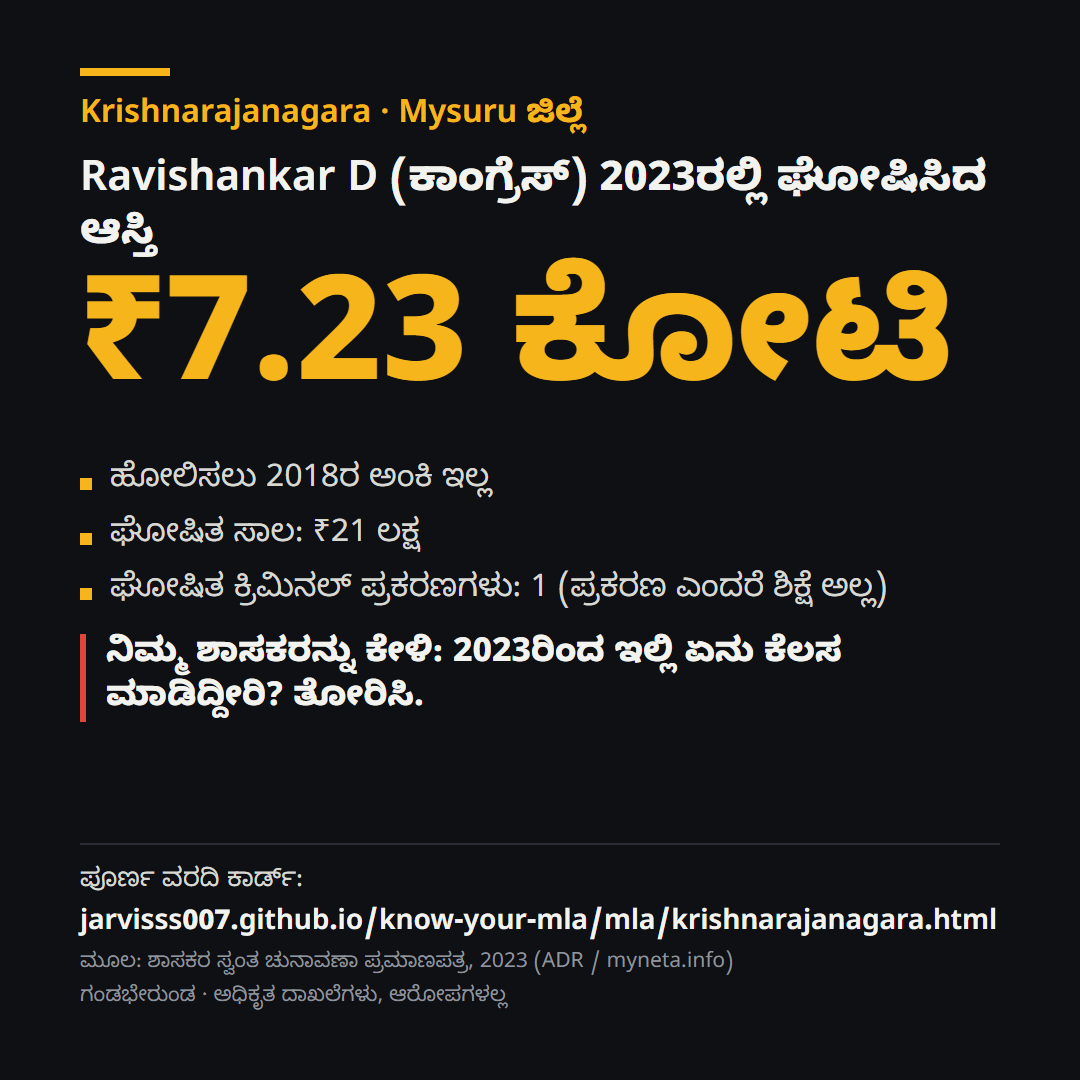 Krishnarajanagara · Mysuru ಜಿಲ್ಲೆ
Ravishankar D (ಕಾಂಗ್ರೆಸ್) 2023ರಲ್ಲಿ ಘೋಷಿಸಿದ
ಆಸ್ತಿ
₹7.23 ಕೋಟಿ
ಹೋಲಿಸಲು 2018ರ ಅಂಕಿ ಇಲ್ಲ
ಘೋಷಿತ ಸಾಲ: ₹21 ಲಕ್ಷ
ಘೋಷಿತ ಕ್ರಿಮಿನಲ್ ಪ್ರಕರಣಗಳು: 1 (ಪ್ರಕರಣ ಎಂದರೆ ಶಿಕ್ಷೆ ಅಲ್ಲ)
ನಿಮ್ಮ ಶಾಸಕರನ್ನು ಕೇಳಿ: 2023ರಿಂದ ಇಲ್ಲಿ ಏನು ಕೆಲಸ
ಮಾಡಿದ್ದೀರಿ? ತೋರಿಸಿ.
ಪೂರ್ಣ ವರದಿ ಕಾರ್ಡ್:
jarvisss007.github.io/know-your-mla/mla/krishnarajanagara.html
ಮೂಲ: ಶಾಸಕರ ಸ್ವಂತ ಚುನಾವಣಾ ಪ್ರಮಾಣಪತ್ರ, 2023 (ADR / myneta.info)
ಗಂಡಭೇರುಂಡ · ಅಧಿಕೃತ ದಾಖಲೆಗಳು, ಆರೋಪಗಳಲ್ಲ